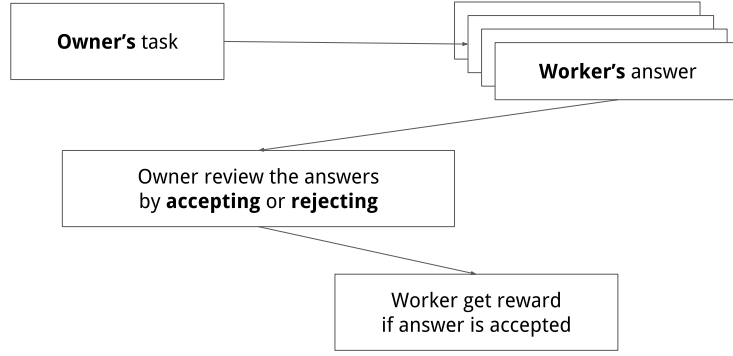 Owner’s task
Worker’s answer
Owner review the answers
by accepting or rejecting
Worker get reward
if answer is accepted